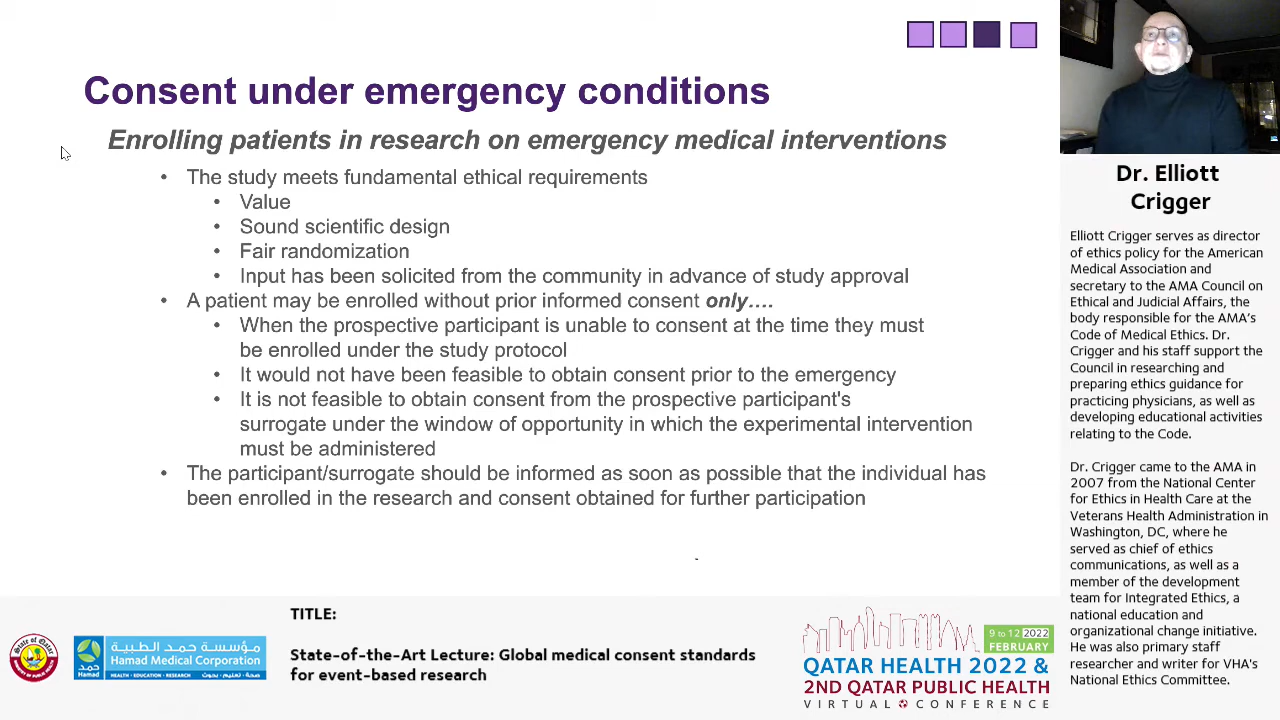 Consent under emergency conditions
Enrolling patients in research on emergency medical interventions
• The study meets fundamental ethical requirements
• Value
• Sound scientific design
• Fair randomization
• Input has been solicited from the community in advance of study approval
• A patient may be enrolled without prior informed consent only….
• When the prospective participant is unable to consent at the time they must
be enrolled under the study protocol
• It would not have been feasible to obtain consent prior to the emergency
• It is not feasible to obtain consent from the prospective participant's
surrogate under the window of opportunity in which the experimental intervention
must be administered
• The participant/surrogate should be informed as soon as possible that the individual has
been enrolled in the research and consent obtained for further participation
Dr. Elliott
Crigger
Elliott Crigger serves as director
of ethics policy for the American
Medical Association and
secretary to the AMA Council on
Ethical and Judicial Affairs, the
body responsible for the AMA's
Code of Medical Ethics. Dr.
Crigger and his staff support the
Council in researching and
preparing ethics guidance for
practicing physicians, as well as
developing educational activities
relating to the Code.
Dr. Crigger came to the AMA in
2007 from the National Center
for Ethics in Health Care at the
Veterans Health Administration in
Washington, DC, where he
served as chief of ethics
communications, as well as a
member of the development
team for Integrated Ethics, a
national education and
organizational change initiative.
He was also primary staff
researcher and writer for VHA's
National Ethics Committee.
State of Qatar
مؤسسة حمد الطبية
Hamad Medical Corporation
HEALTH • EDUCATION • RESEARCH صحة • تعليم • بحوث
حمد
Hamad
TITLE:
State-of-the-Art Lecture: Global medical consent standards
for event-based research
9 to 12 2022
FEBRUARY
QATAR HEALTH 2022 &
2ND QATAR PUBLIC HEALTH
VIRTUAL CONFERENCE